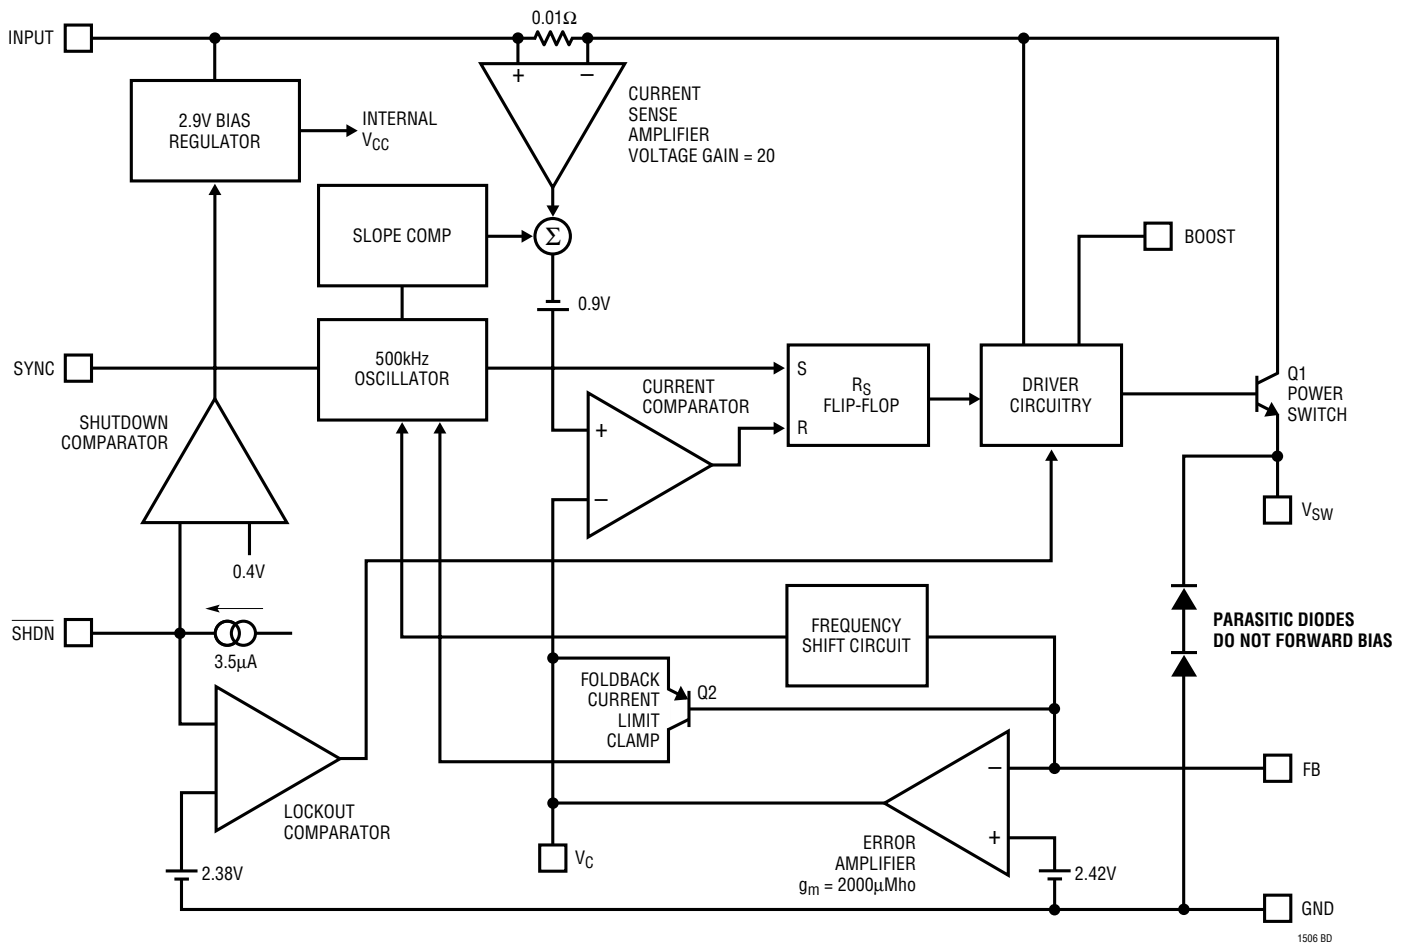 0.01Ω
INPUT
+
−
2.9V BIAS
REGULATOR
INTERNAL
VCC
CURRENT
SENSE
AMPLIFIER
VOLTAGE GAIN = 20
SLOPE COMP
Σ
BOOST
0.9V
SYNC
500kHz
OSCILLATOR
S
R
RS
FLIP-FLOP
DRIVER
CIRCUITRY
Q1
POWER
SWITCH
CURRENT
COMPARATOR
+
−
SHUTDOWN
COMPARATOR
VSW
0.4V
SHDN
3.5µA
FREQUENCY
SHIFT CIRCUIT
PARASITIC DIODES
DO NOT FORWARD BIAS
FOLDBACK
CURRENT
LIMIT
CLAMP
Q2
−
+
FB
LOCKOUT
COMPARATOR
ERROR
AMPLIFIER
gm = 2000µMho
VC
2.38V
2.42V
GND
1506 BD